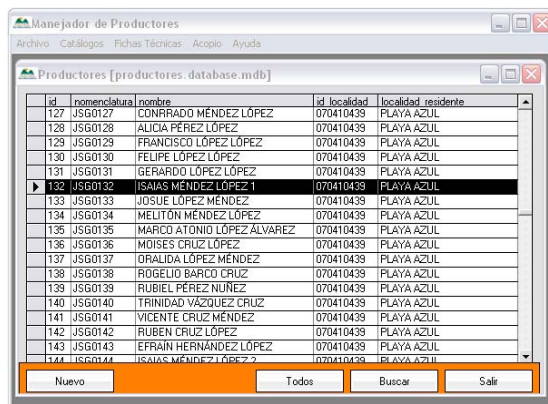 Manejador de Productores
Archivo Catálogos Fichas Técnicas Acopio Ayuda
Productores [productores.database.mdb]
id nomenclatura nombre id_localidad localidad_residente
127 JSG0127 CONRRADO MÉNDEZ LÓPEZ 070410439 PLAYA AZUL
128 JSG0128 ALICIA PÉREZ LÓPEZ 070410439 PLAYA AZUL
129 JSG0129 FRANCISCO LÓPEZ LÓPEZ 070410439 PLAYA AZUL
130 JSG0130 FELIPE LÓPEZ LÓPEZ 070410439 PLAYA AZUL
131 JSG0131 GERARDO LÓPEZ LÓPEZ 070410439 PLAYA AZUL
132 JSG0132 ISAIAS MÉNDEZ LÓPEZ 1 070410439 PLAYA AZUL
133 JSG0133 JOSUE LÓPEZ MÉNDEZ 070410439 PLAYA AZUL
134 JSG0134 MELITÓN MÉNDEZ LÓPEZ 070410439 PLAYA AZUL
135 JSG0135 MARCO ATONIO LÓPEZ ÁLVAREZ 070410439 PLAYA AZUL
136 JSG0136 MOISES CRUZ LÓPEZ 070410439 PLAYA AZUL
137 JSG0137 ORALIDA LÓPEZ MÉNDEZ 070410439 PLAYA AZUL
138 JSG0138 ROGELIO BARCO CRUZ 070410439 PLAYA AZUL
139 JSG0139 RUBIEL PÉREZ NUÑEZ 070410439 PLAYA AZUL
140 JSG0140 TRINIDAD VÁZQUEZ CRUZ 070410439 PLAYA AZUL
141 JSG0141 VICENTE CRUZ MÉNDEZ 070410439 PLAYA AZUL
142 JSG0142 RUBEN CRUZ LÓPEZ 070410439 PLAYA AZUL
143 JSG0143 EFRAÍN HERNÁNDEZ LÓPEZ 070410439 PLAYA AZUL
144 JSG0144 ISAIAS MÉNDEZ LÓPEZ 2 070410439 PLAYA AZUL
Nuevo Todos Buscar Salir